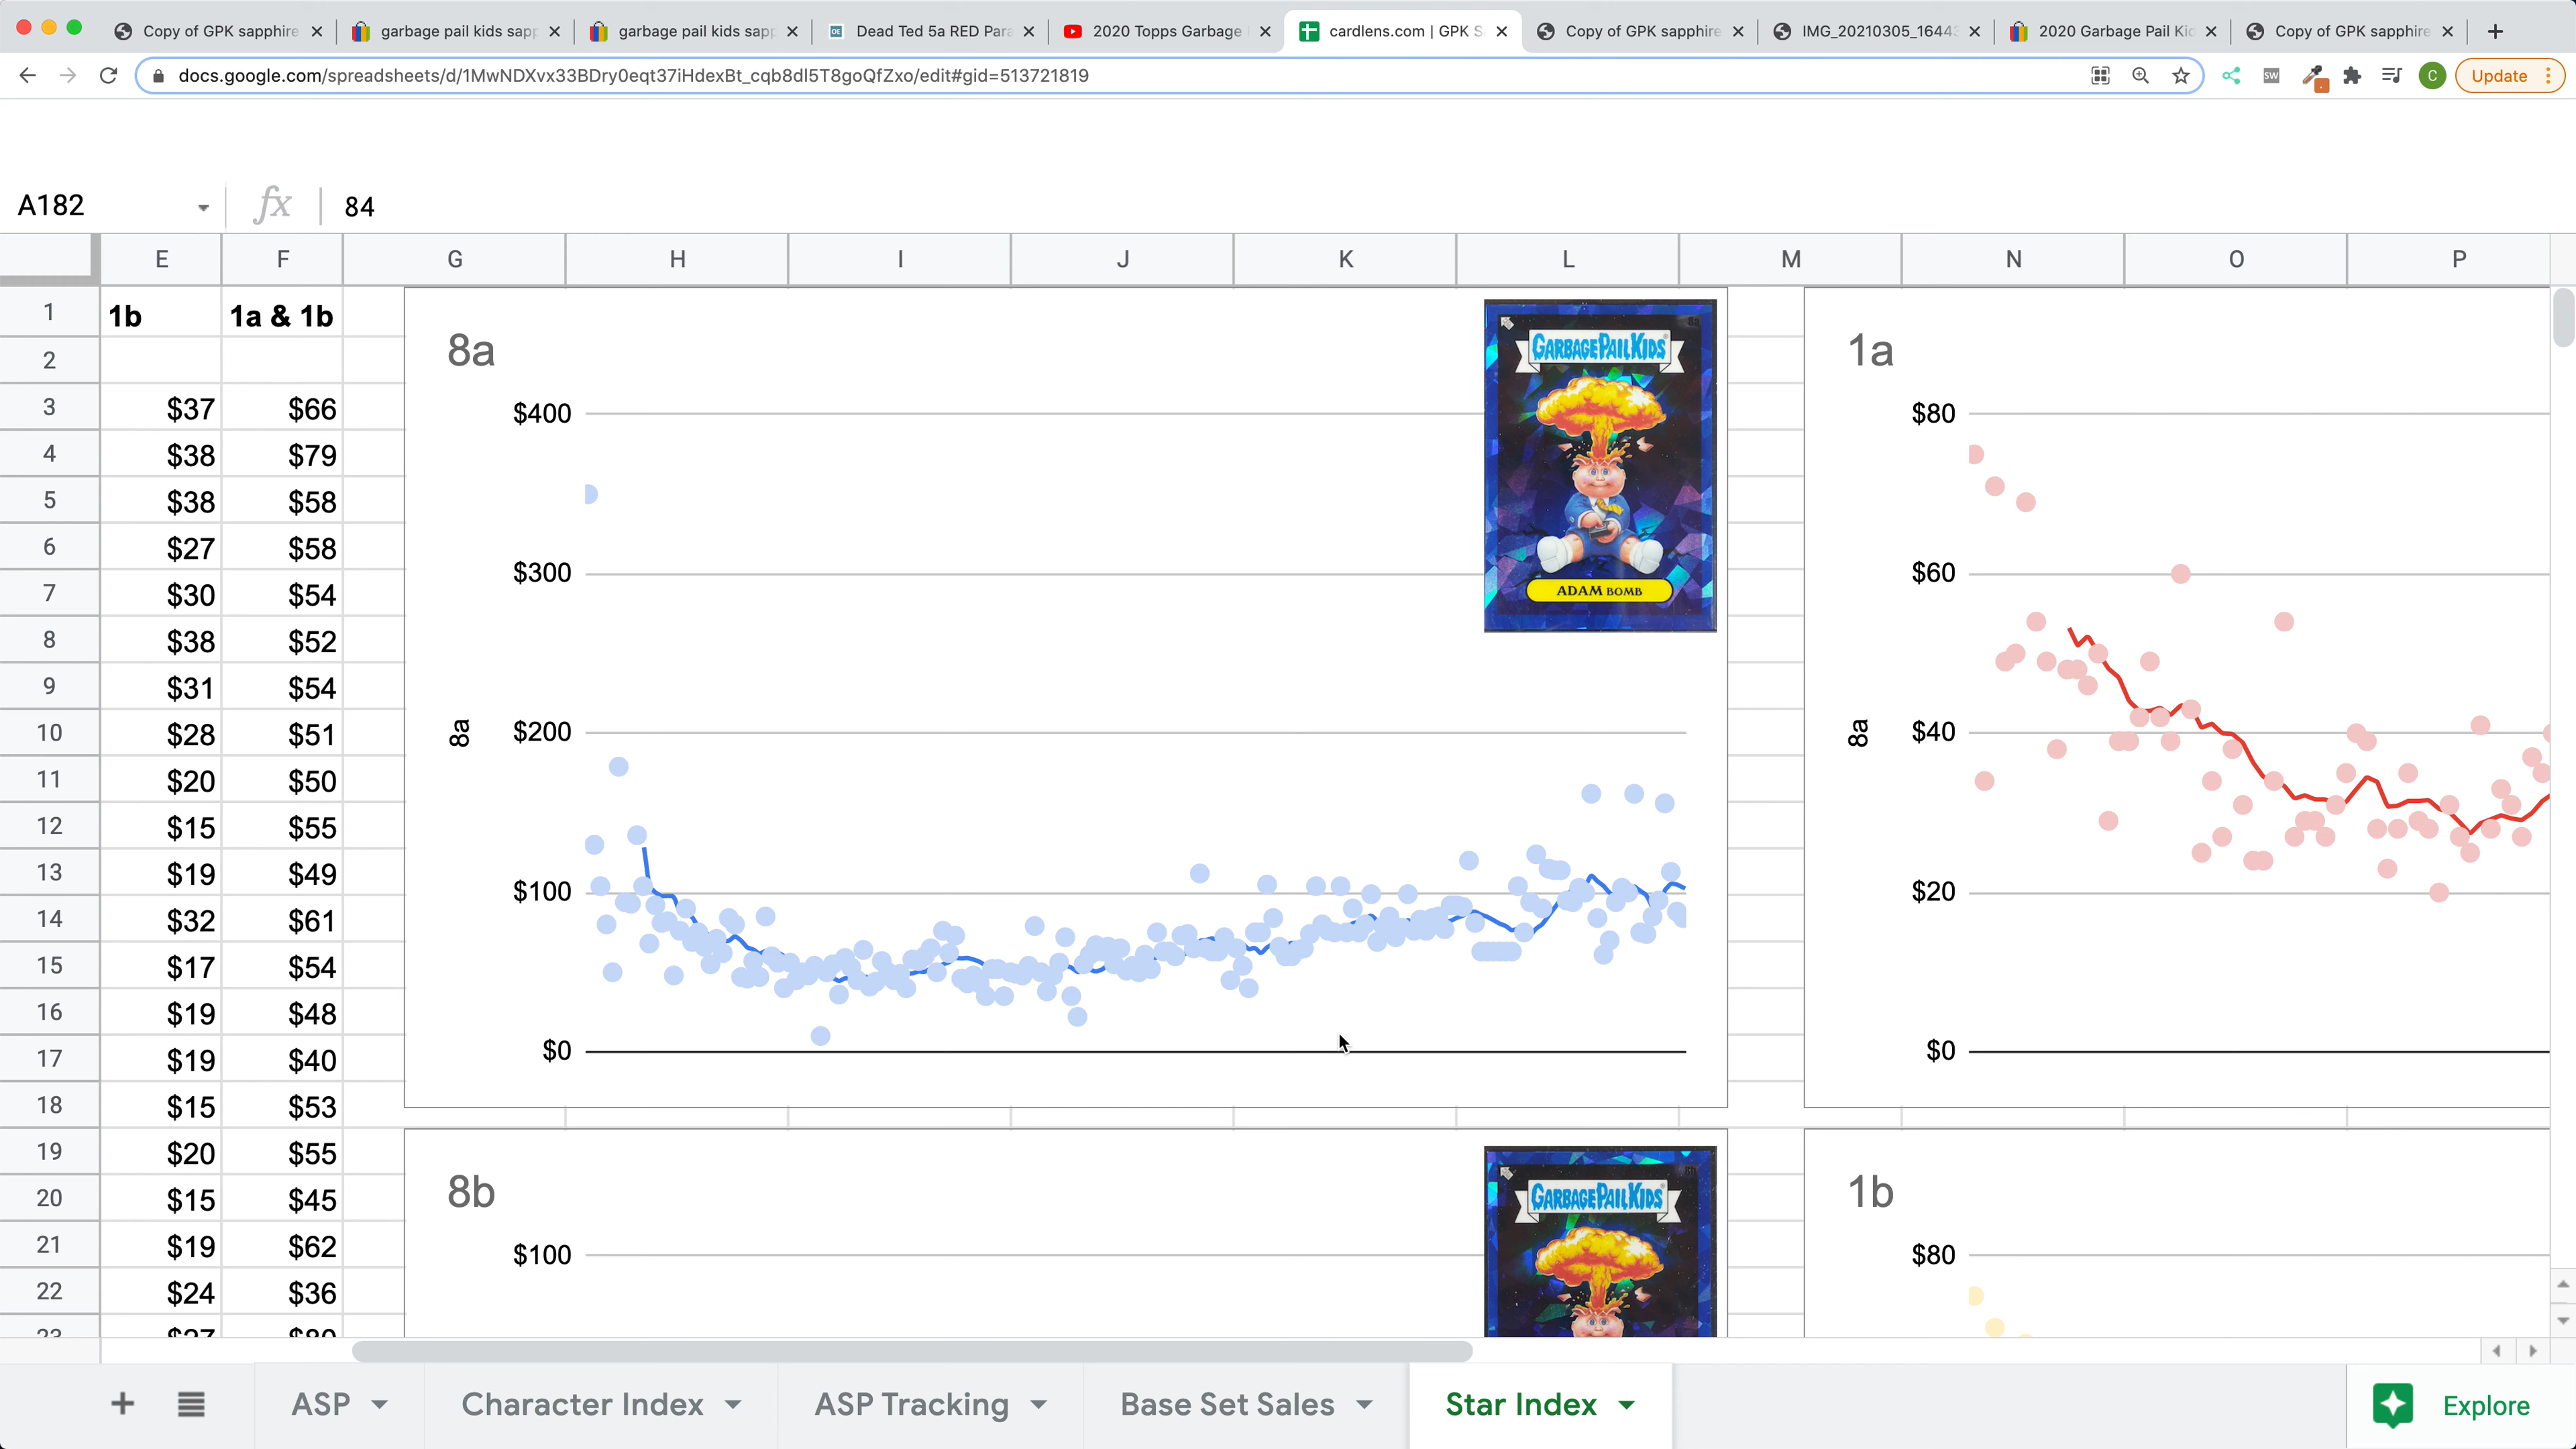 Copy of GPK sapphire
garbage pail kids sapp
garbage pail kids sapp
Dead Ted 5a RED Para
2020 Topps Garbage
cardlens.com | GPK S
Copy of GPK sapphire
IMG_20210305_1644
2020 Garbage Pail Kid
Copy of GPK sapphire
docs.google.com/spreadsheets/d/1MwNDXvx33BDry0eqt37iHdexBt_cqb8dI5T8goQfZxo/edit#gid=513721819
SW
C
Update
A182
fx
84
E F G H I J K L M N O P
1 1b 1a & 1b
2
3 $37 $66
4 $38 $79
5 $38 $58
6 $27 $58
7 $30 $54
8 $38 $52
9 $31 $54
10 $28 $51
11 $20 $50
12 $15 $55
13 $19 $49
14 $32 $61
15 $17 $54
16 $19 $48
17 $19 $40
18 $15 $53
19 $20 $55
20 $15 $45
21 $19 $62
22 $24 $36
23 $27 $80
8a
$400
$300
$200
$100
$0
8a
GARBAGE PAIL KIDS
ADAM BOMB
1a
$80
$60
$40
$20
$0
8a
8b
$100
GARBAGE PAIL KIDS
1b
$80
ASP
Character Index
ASP Tracking
Base Set Sales
Star Index
Explore